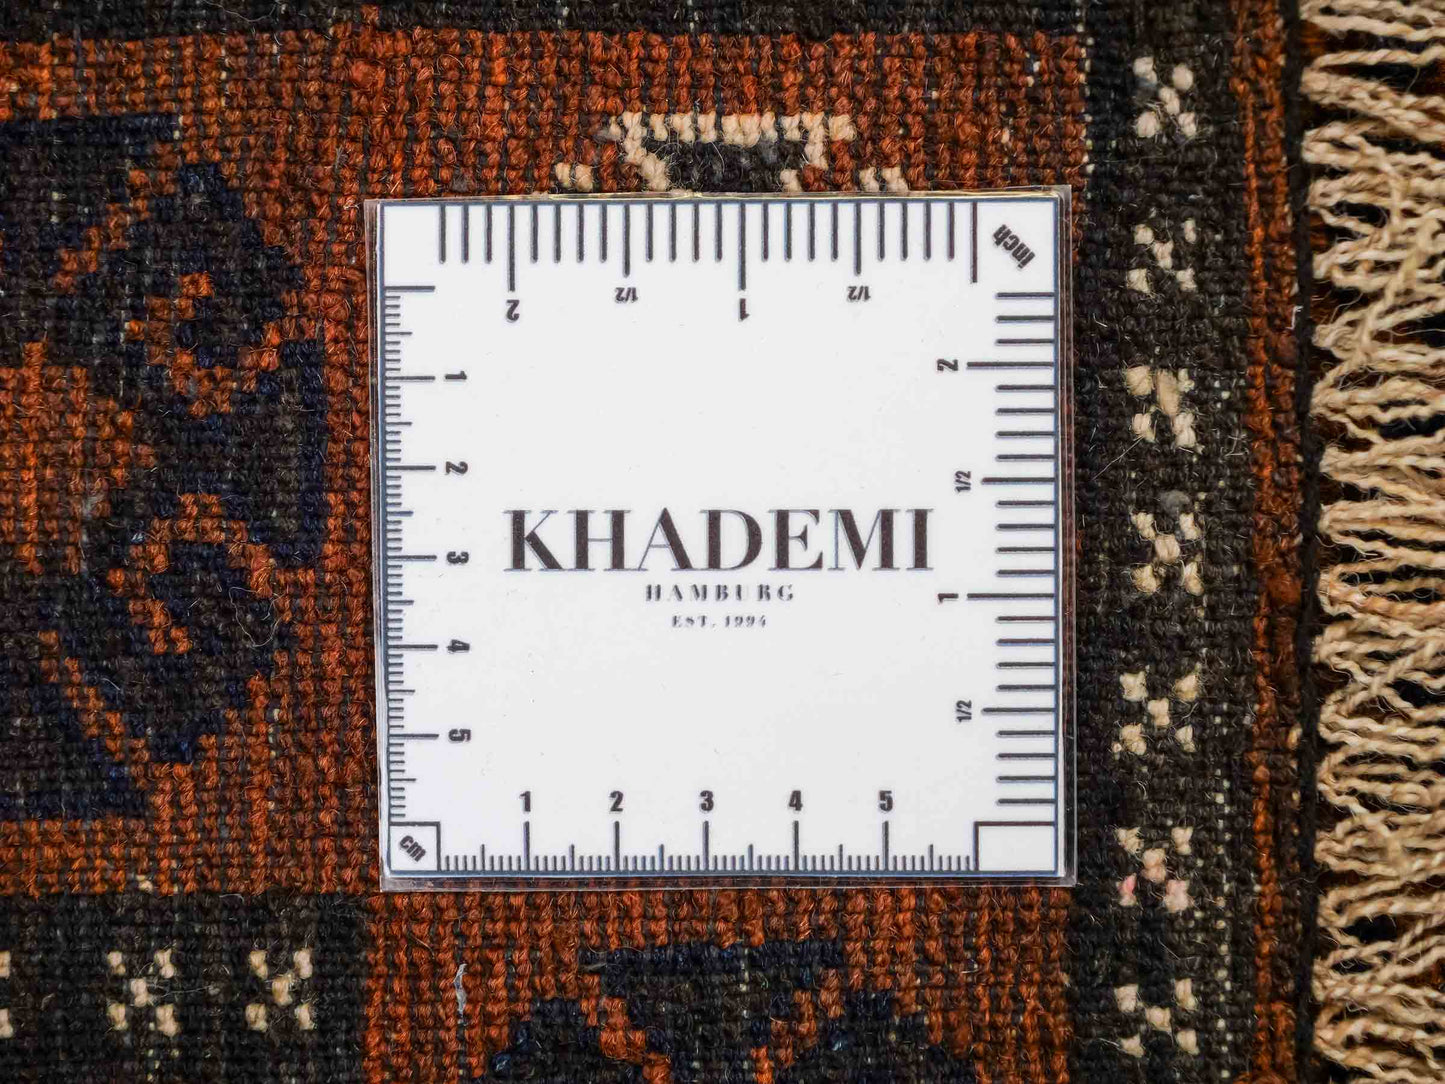 inch
2 1/2 1 1/2
2
1/2
1
1/2
1
2
3
4
5
KHADEMI
HAMBURG
EST. 1994
cm
1 2 3 4 5